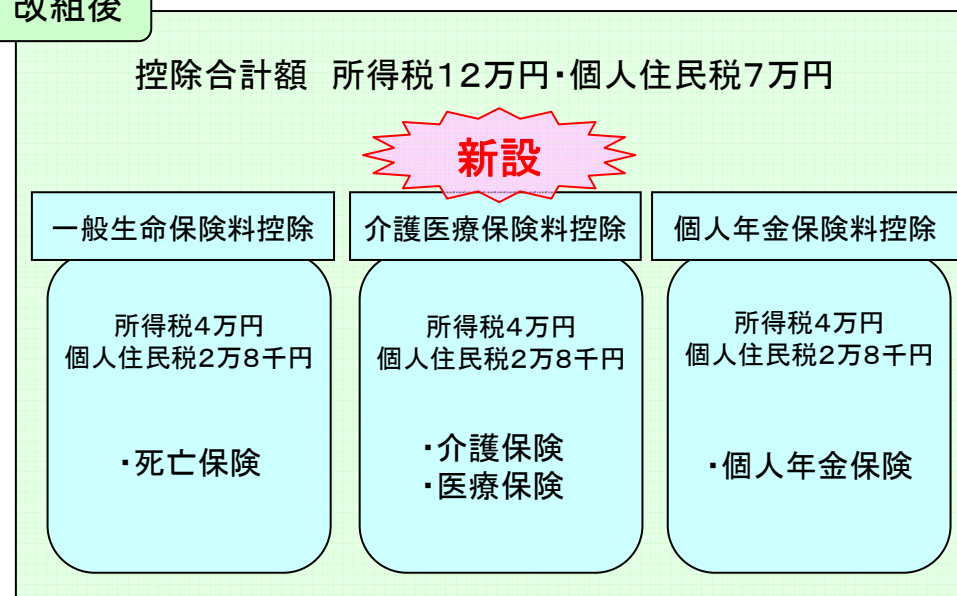 改組後
控除合計額 所得税12万円・個人住民税7万円
新設
一般生命保険料控除
介護医療保険料控除
個人年金保険料控除
所得税4万円
個人住民税2万8千円
・死亡保険
所得税4万円
個人住民税2万8千円
・介護保険
・医療保険
所得税4万円
個人住民税2万8千円
・個人年金保険